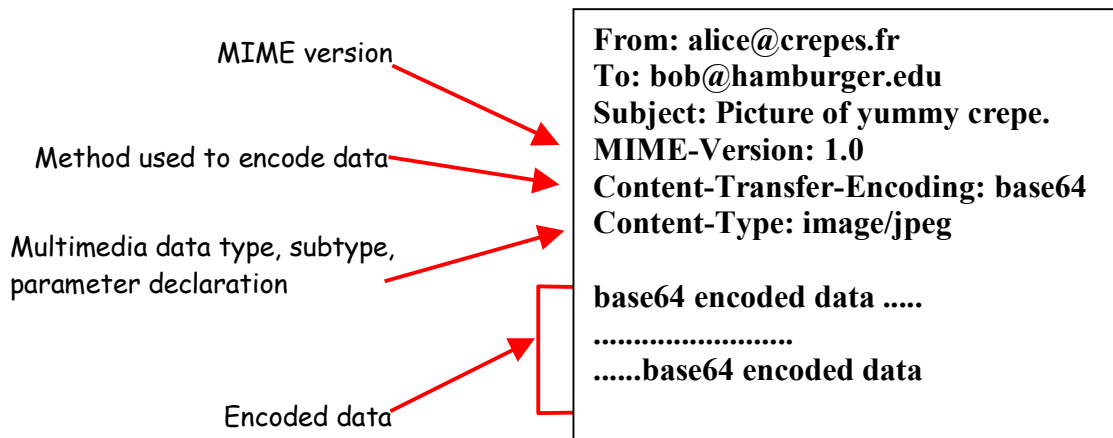 MIME version
Method used to encode data
Multimedia data type, subtype,
parameter declaration
Encoded data
From: alice@crepes.fr
To: bob@hamburger.edu
Subject: Picture of yummy crepe.
MIME-Version: 1.0
Content-Transfer-Encoding: base64
Content-Type: image/jpeg
base64 encoded data .....
.........................
......base64 encoded data